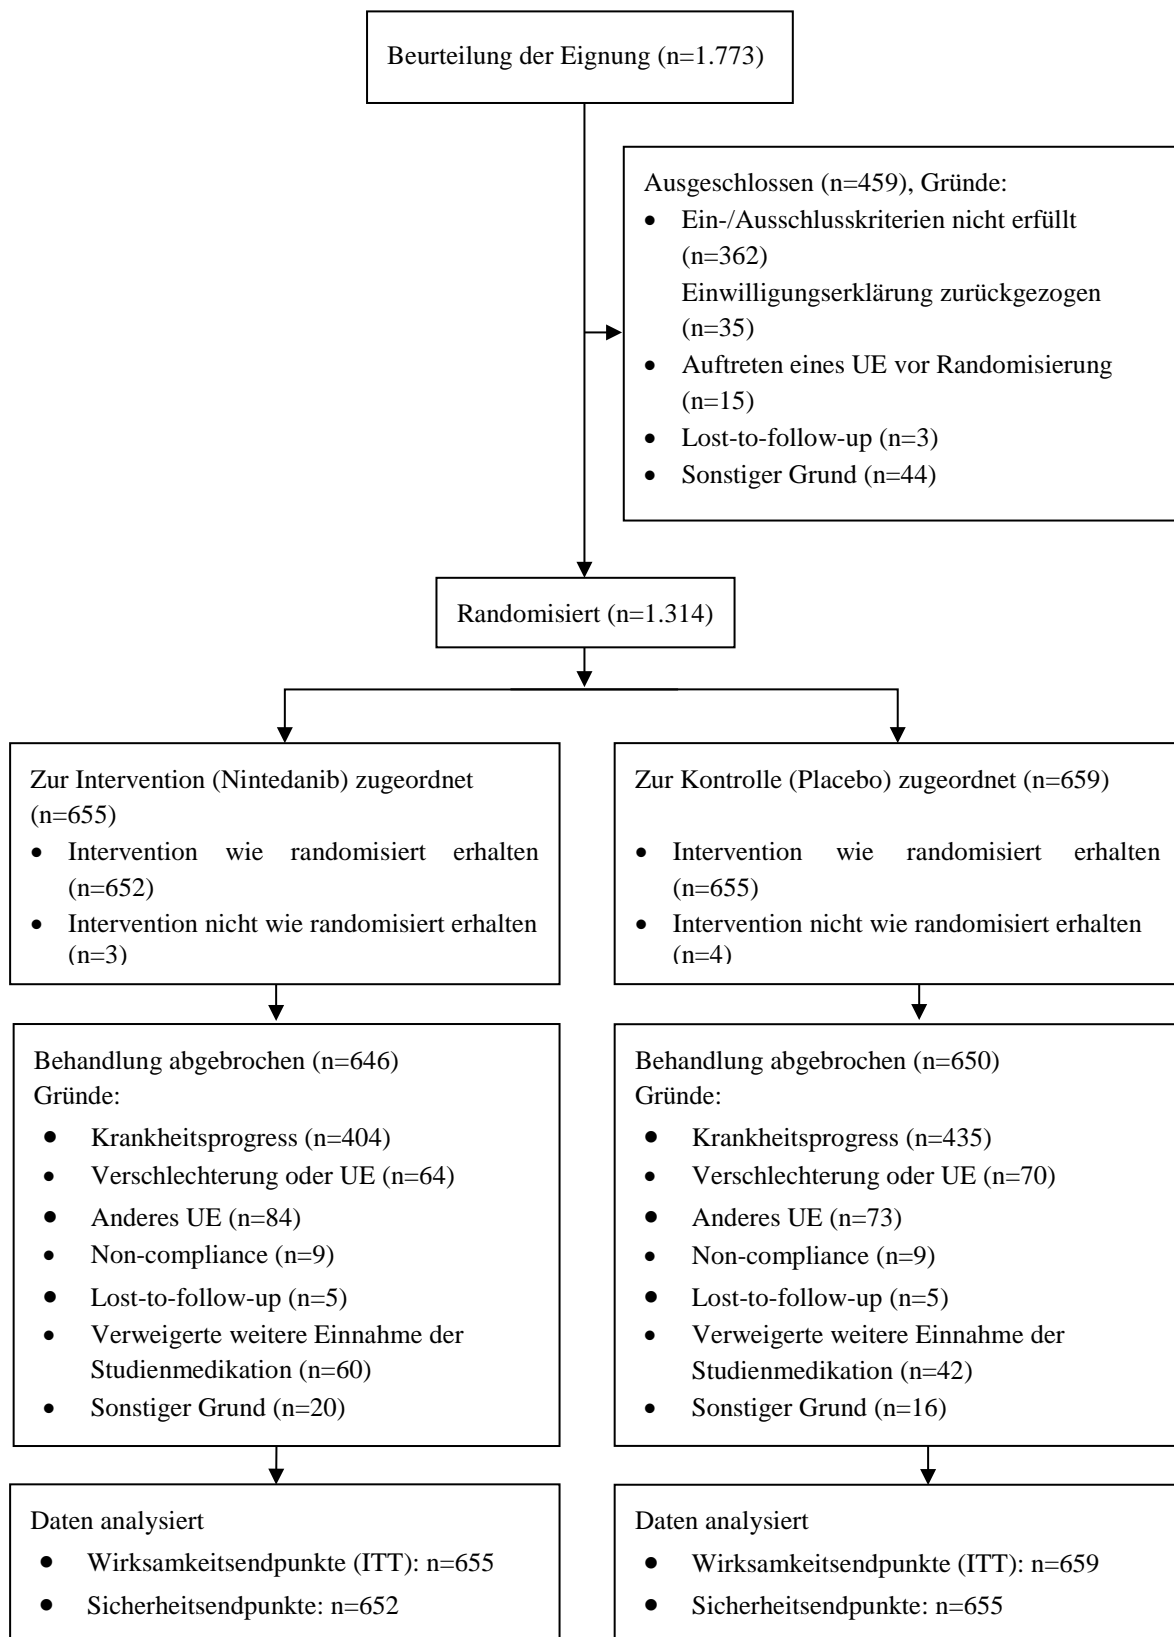 Beurteilung der Eignung (n=1.773)
Ausgeschlossen (n=459), Gründe:
• Ein-/Ausschlusskriterien nicht erfüllt
(n=362)
Einwilligungserklärung zurückgezogen
(n=35)
• Auftreten eines UE vor Randomisierung
(n=15)
• Lost-to-follow-up (n=3)
• Sonstiger Grund (n=44)
Randomisiert (n=1.314)
Zur Intervention (Nintedanib) zugeordnet
(n=655)
• Intervention wie randomisiert erhalten
(n=652)
• Intervention nicht wie randomisiert erhalten
(n=3)
Zur Kontrolle (Placebo) zugeordnet (n=659)
• Intervention wie randomisiert erhalten
(n=655)
• Intervention nicht wie randomisiert erhalten
(n=4)
Behandlung abgebrochen (n=646)
Gründe:
• Krankheitsprogress (n=404)
• Verschlechterung oder UE (n=64)
• Anderes UE (n=84)
• Non-compliance (n=9)
• Lost-to-follow-up (n=5)
• Verweigerte weitere Einnahme der
Studienmedikation (n=60)
• Sonstiger Grund (n=20)
Behandlung abgebrochen (n=650)
Gründe:
• Krankheitsprogress (n=435)
• Verschlechterung oder UE (n=70)
• Anderes UE (n=73)
• Non-compliance (n=9)
• Lost-to-follow-up (n=5)
• Verweigerte weitere Einnahme der
Studienmedikation (n=42)
• Sonstiger Grund (n=16)
Daten analysiert
• Wirksamkeitsendpunkte (ITT): n=655
• Sicherheitsendpunkte: n=652
Daten analysiert
• Wirksamkeitsendpunkte (ITT): n=659
• Sicherheitsendpunkte: n=655